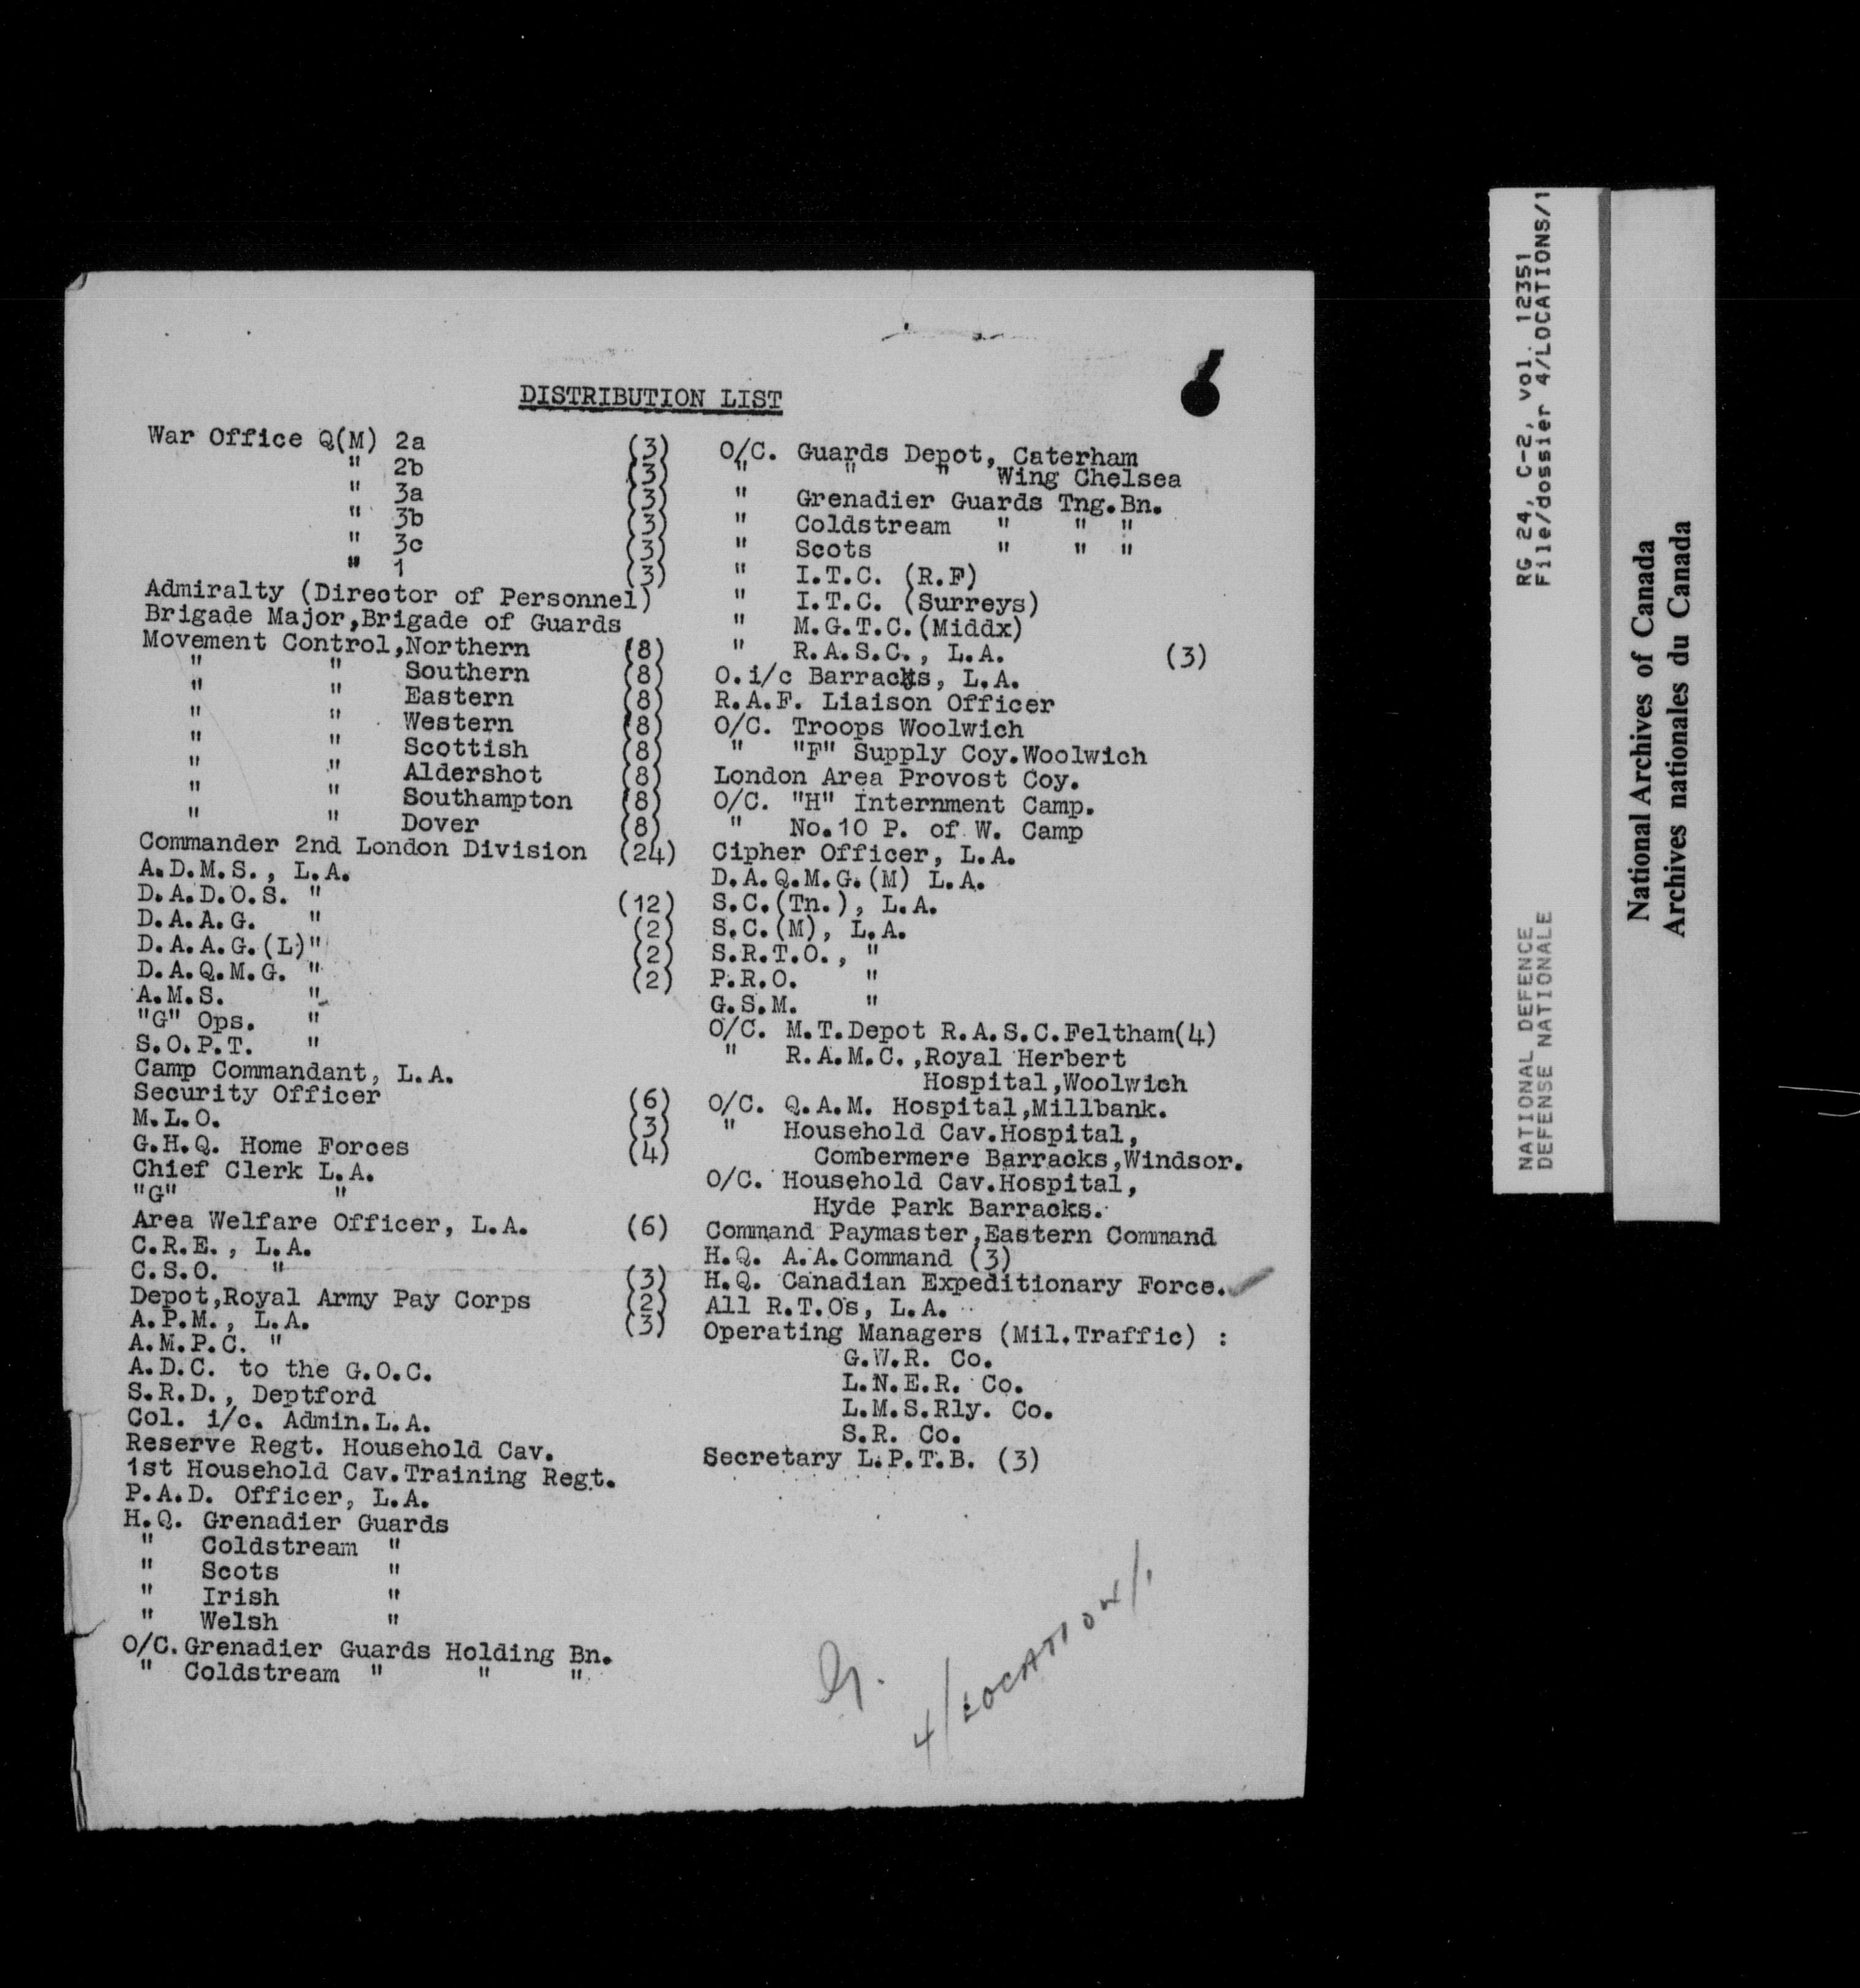 DISTRIBUTION LIST
War Office Q(M) 2a (3)
" 2b (3)
" 3a (3)
" 3b (3)
" 3c (3)
" 1 (3)
Admiralty (Director of Personnel)
Brigade Major,Brigade of Guards
Movement Control,Northern (8)
" " Southern (8)
" " Eastern (8)
" " Western (8)
" " Scottish (8)
" " Aldershot (8)
" " Southampton (8)
" " Dover (8)
Commander 2nd London Division (24)
A.D.M.S., L.A.
D.A.D.O.S. " (12)
D.A.A.G. " (2)
D.A.A.G.(L)" (2)
D.A.Q.M.G. " (2)
A.M.S. "
"G" Ops. "
S.O.P.T. "
Camp Commandant, L.A.
Security Officer (6)
M.L.O. (3)
G.H.Q. Home Forces (4)
Chief Clerk L.A.
"G" "
Area Welfare Officer, L.A. (6)
C.R.E., L.A.
C.S.O. " (3)
Depot,Royal Army Pay Corps (2)
A.P.M., L.A. (3)
A.M.P.C. "
A.D.C. to the G.O.C.
S.R.D., Deptford
Col. i/c. Admin.L.A.
Reserve Regt. Household Cav.
1st Household Cav.Training Regt.
P.A.D. Officer, L.A.
H.Q. Grenadier Guards
" Coldstream "
" Scots "
" Irish "
" Welsh "
O/C.Grenadier Guards Holding Bn.
" Coldstream " " "
O/C. Guards Depot, Caterham
" " " Wing Chelsea
" Grenadier Guards Tng.Bn.
" Coldstream " " "
" Scots " " "
" I.T.C. (R.F)
" I.T.C. (Surreys)
" M.G.T.C.(Middx)
" R.A.S.C., L.A. (3)
O.i/c Barracks, L.A.
R.A.F. Liaison Officer
O/C. Troops Woolwich
" "F" Supply Coy.Woolwich
London Area Provost Coy.
O/C. "H" Internment Camp.
" No.10 P. of W. Camp
Cipher Officer, L.A.
D.A.Q.M.G.(M) L.A.
S.C.(Tn.), L.A.
S.C.(M), L.A.
S.R.T.O., "
P.R.O. "
G.S.M. "
O/C. M.T.Depot R.A.S.C.Feltham(4)
" R.A.M.C.,Royal Herbert
Hospital,Woolwich
O/C. Q.A.M. Hospital,Millbank.
" Household Cav.Hospital,
Combermere Barracks,Windsor.
O/C. Household Cav.Hospital,
Hyde Park Barracks.
Command Paymaster,Eastern Command
H.Q. A.A.Command (3)
H.Q. Canadian Expeditionary Force.
All R.T.Os, L.A.
Operating Managers (Mil.Traffic) :
G.W.R. Co.
L.N.E.R. Co.
L.M.S.Rly. Co.
S.R. Co.
Secretary L.P.T.B. (3)
4/LOCATION/1
RG 24, C-2, vol. 12351
File/dossier 4/LOCATIONS/1
NATIONAL DEFENCE
DEFENSE NATIONALE
National Archives of Canada
Archives nationales du Canada